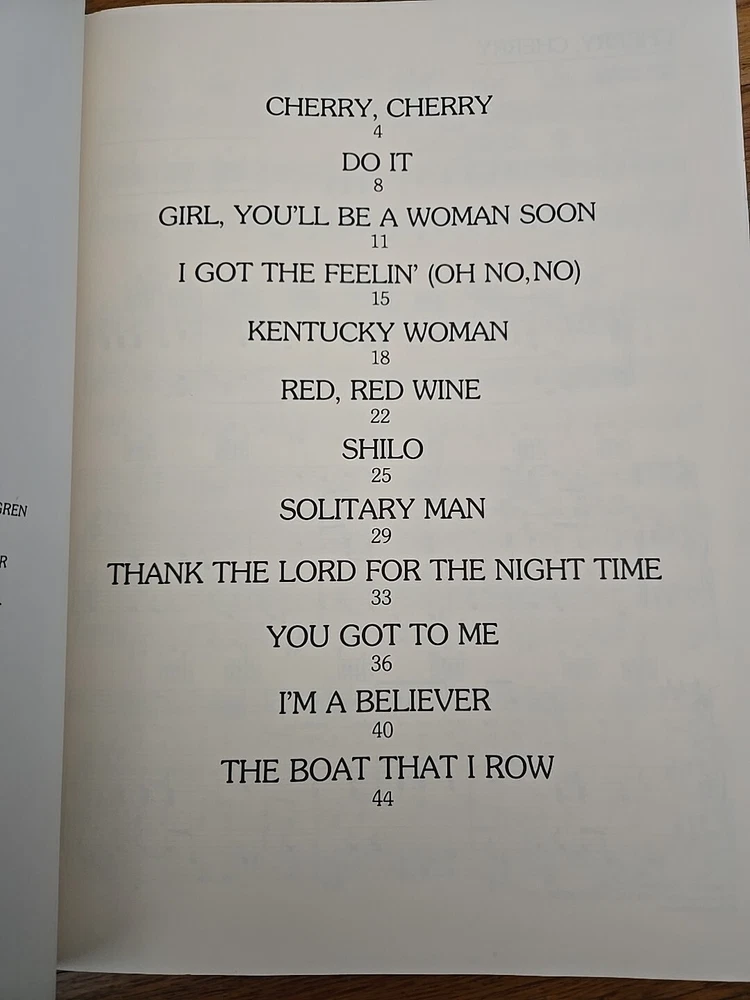 CHERRY, CHERRY
4
DO IT
8
GIRL, YOU'LL BE A WOMAN SOON
11
I GOT THE FEELIN' (OH NO, NO)
15
KENTUCKY WOMAN
18
RED, RED WINE
22
SHILO
25
SOLITARY MAN
29
THANK THE LORD FOR THE NIGHT TIME
33
YOU GOT TO ME
36
I'M A BELIEVER
40
THE BOAT THAT I ROW
44